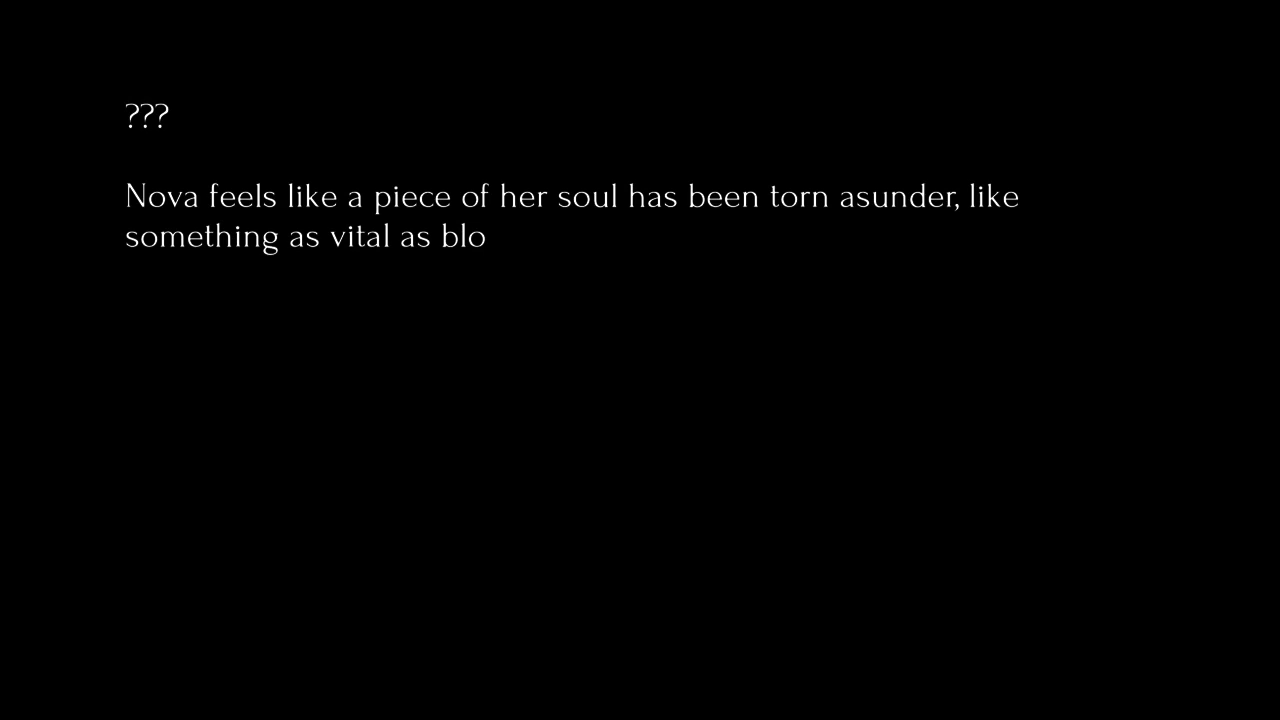 ???
Nova feels like a piece of her soul has been torn asunder, like
something as vital as blo